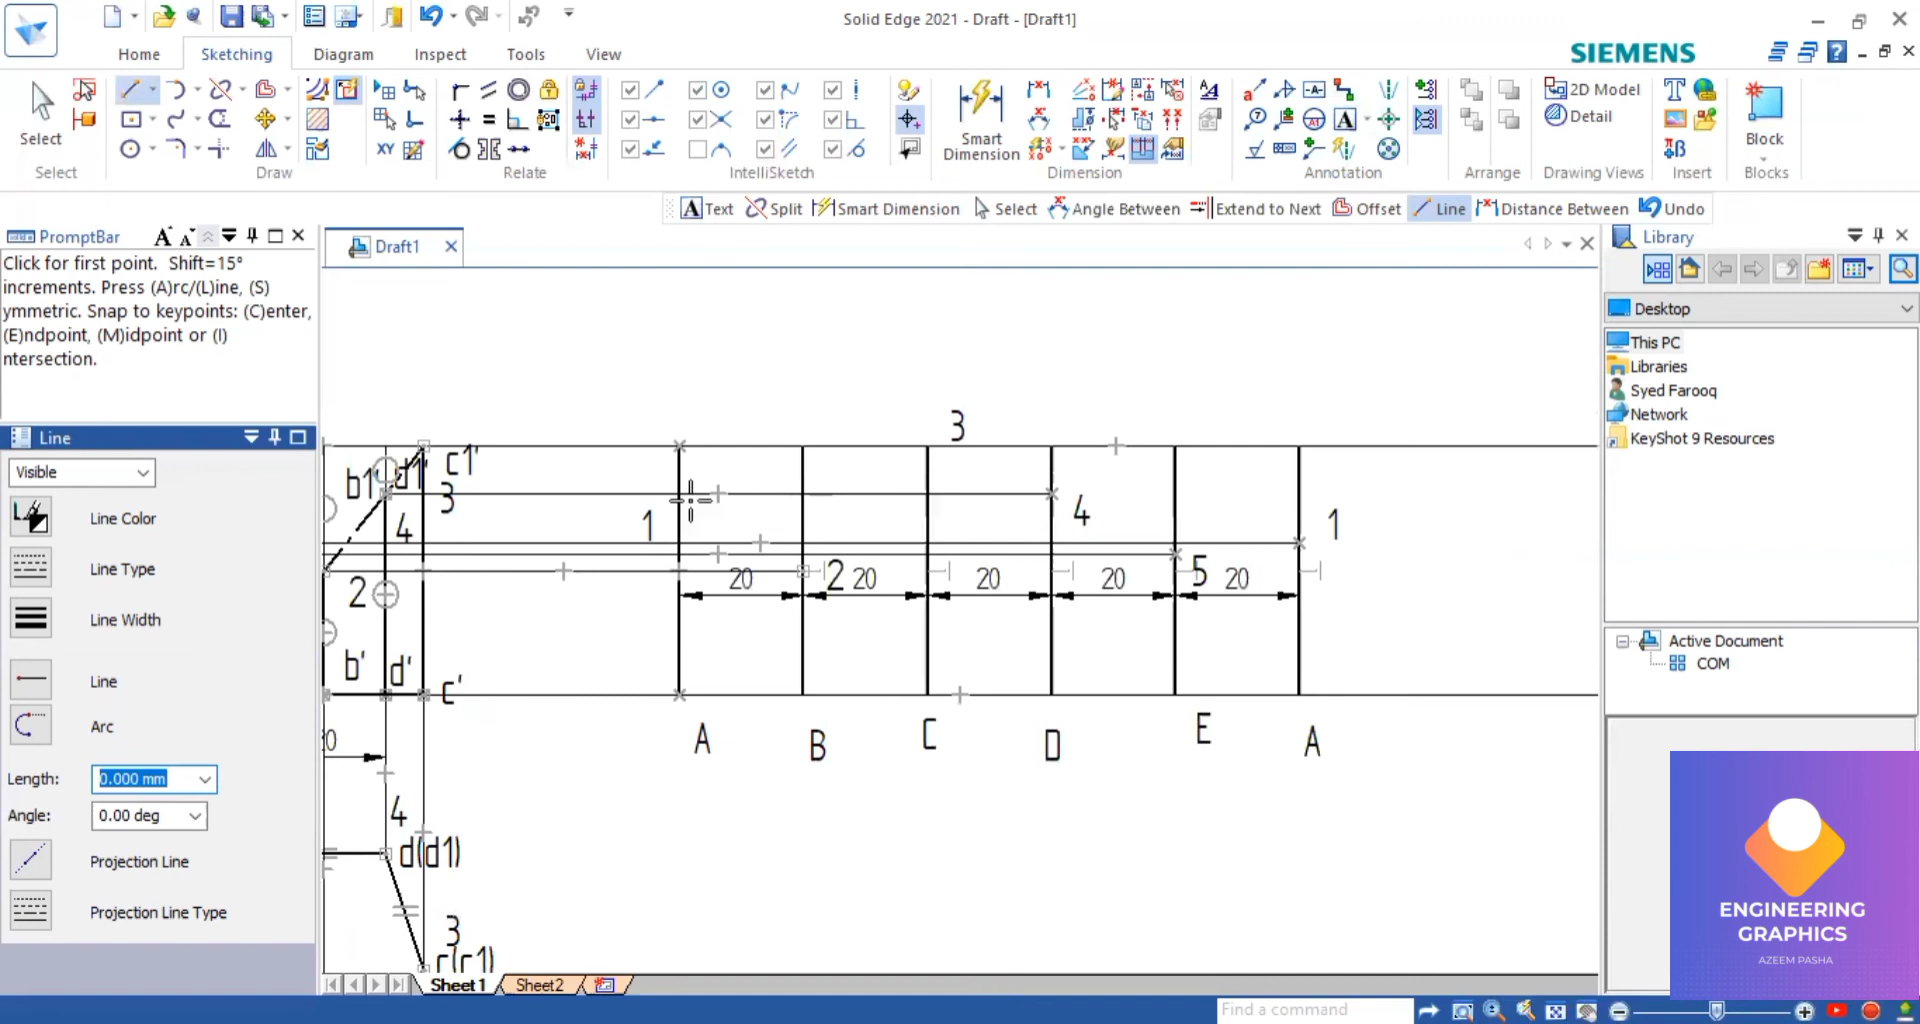 Solid Edge 2021 - Draft - [Draft1]
Home
Sketching
Diagram
Inspect
Tools
View
SIEMENS
Select
Smart
Dimension
2D Model
Detail
Block
Select
Draw
Relate
IntelliSketch
Dimension
Annotation
Arrange
Drawing Views
Insert
Blocks
Text
Split
Smart Dimension
Select
Angle Between
Extend to Next
Offset
Line
Distance Between
Undo
PromptBar
Click for first point. Shift=15°
increments. Press (A)rc/(L)ine, (S)
ymmetric. Snap to keypoints: (C)enter,
(E)ndpoint, (M)idpoint or (I)
ntersection.
Draft1
Library
Desktop
This PC
Libraries
Syed Farooq
Network
KeyShot 9 Resources
Active Document
COM
Line
Visible
Line Color
Line Type
Line Width
Line
Arc
Length:
0.000 mm
Angle:
0.00 deg
Projection Line
Projection Line Type
3
b1' d1' c1'
3
4
1
4
1
2
20
2
20
20
20
5
20
b' d' c'
A
B
C
D
E
A
4
d(d1)
3
Sheet1
Sheet2
Find a command
ENGINEERING
GRAPHICS
AZEEM PASHA